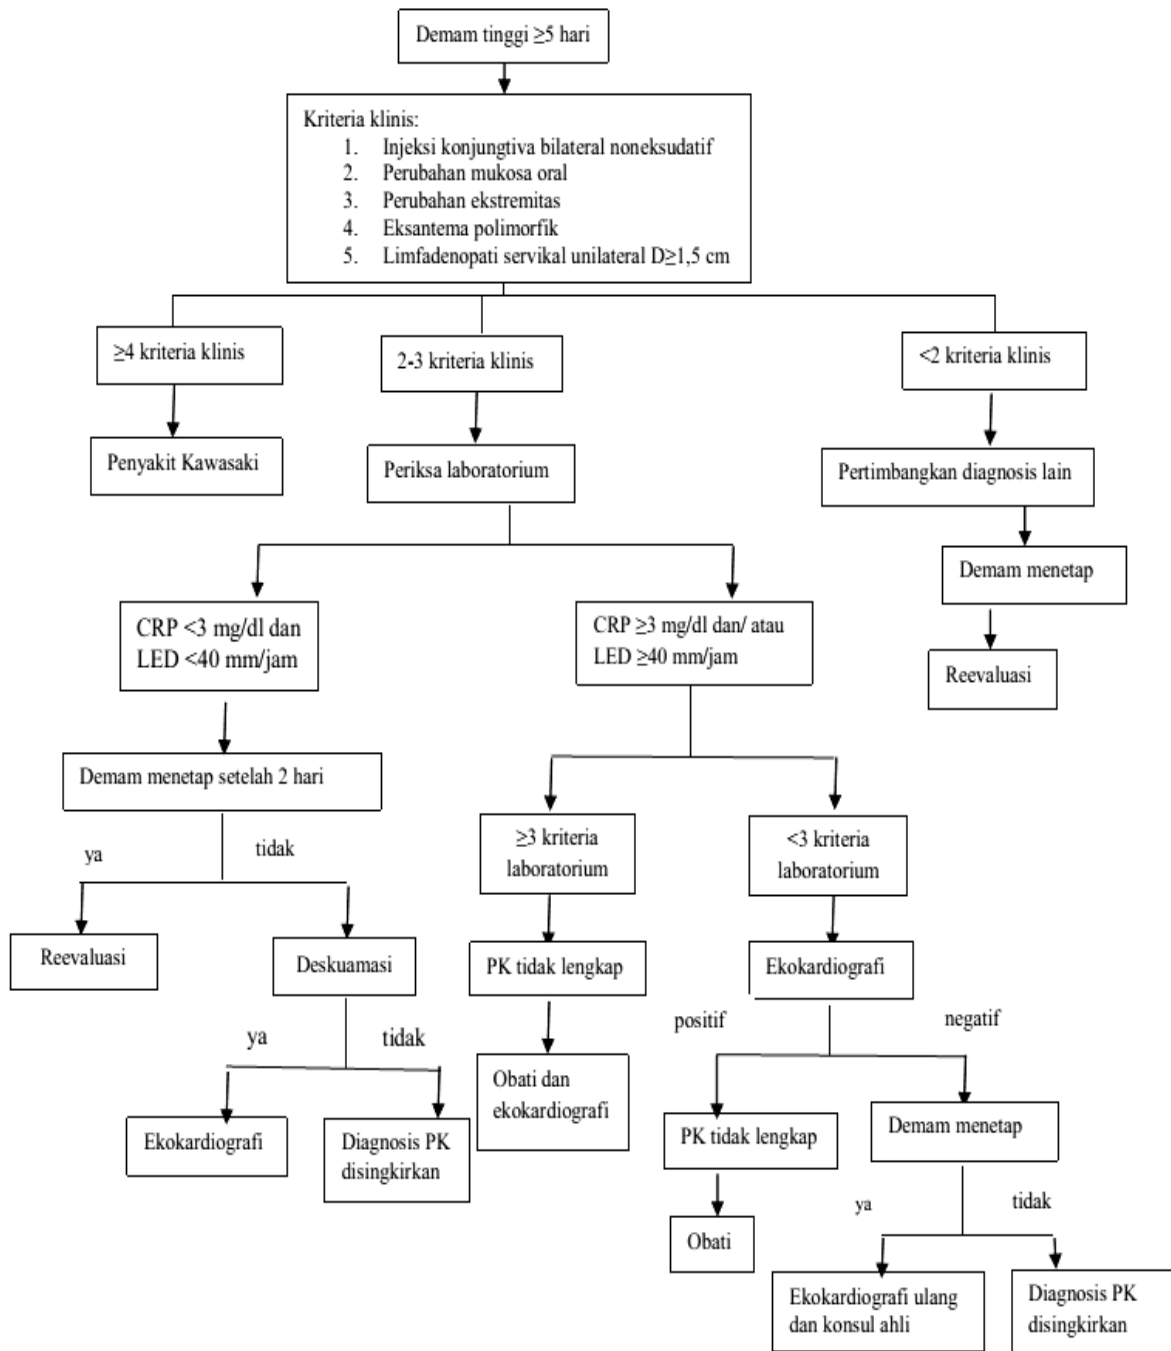 Demam tinggi ≥5 hari
Kriteria klinis:
1. Injeksi konjungtiva bilateral noneksudatif
2. Perubahan mukosa oral
3. Perubahan ekstremitas
4. Eksantema polimorfik
5. Limfadenopati servikal unilateral D≥1,5 cm
≥4 kriteria klinis
2-3 kriteria klinis
<2 kriteria klinis
Penyakit Kawasaki
Periksa laboratorium
Pertimbangkan diagnosis lain
Demam menetap
Reevaluasi
CRP <3 mg/dl dan
LED <40 mm/jam
CRP ≥3 mg/dl dan/ atau
LED ≥40 mm/jam
Demam menetap setelah 2 hari
ya
tidak
Reevaluasi
Deskuamasi
ya
tidak
Ekokardiografi
Diagnosis PK
disingkirkan
≥3 kriteria
laboratorium
<3 kriteria
laboratorium
PK tidak lengkap
Ekokardiografi
Obati dan
ekokardiografi
positif
negatif
PK tidak lengkap
Demam menetap
Obati
ya
tidak
Ekokardiografi ulang
dan konsul ahli
Diagnosis PK
disingkirkan